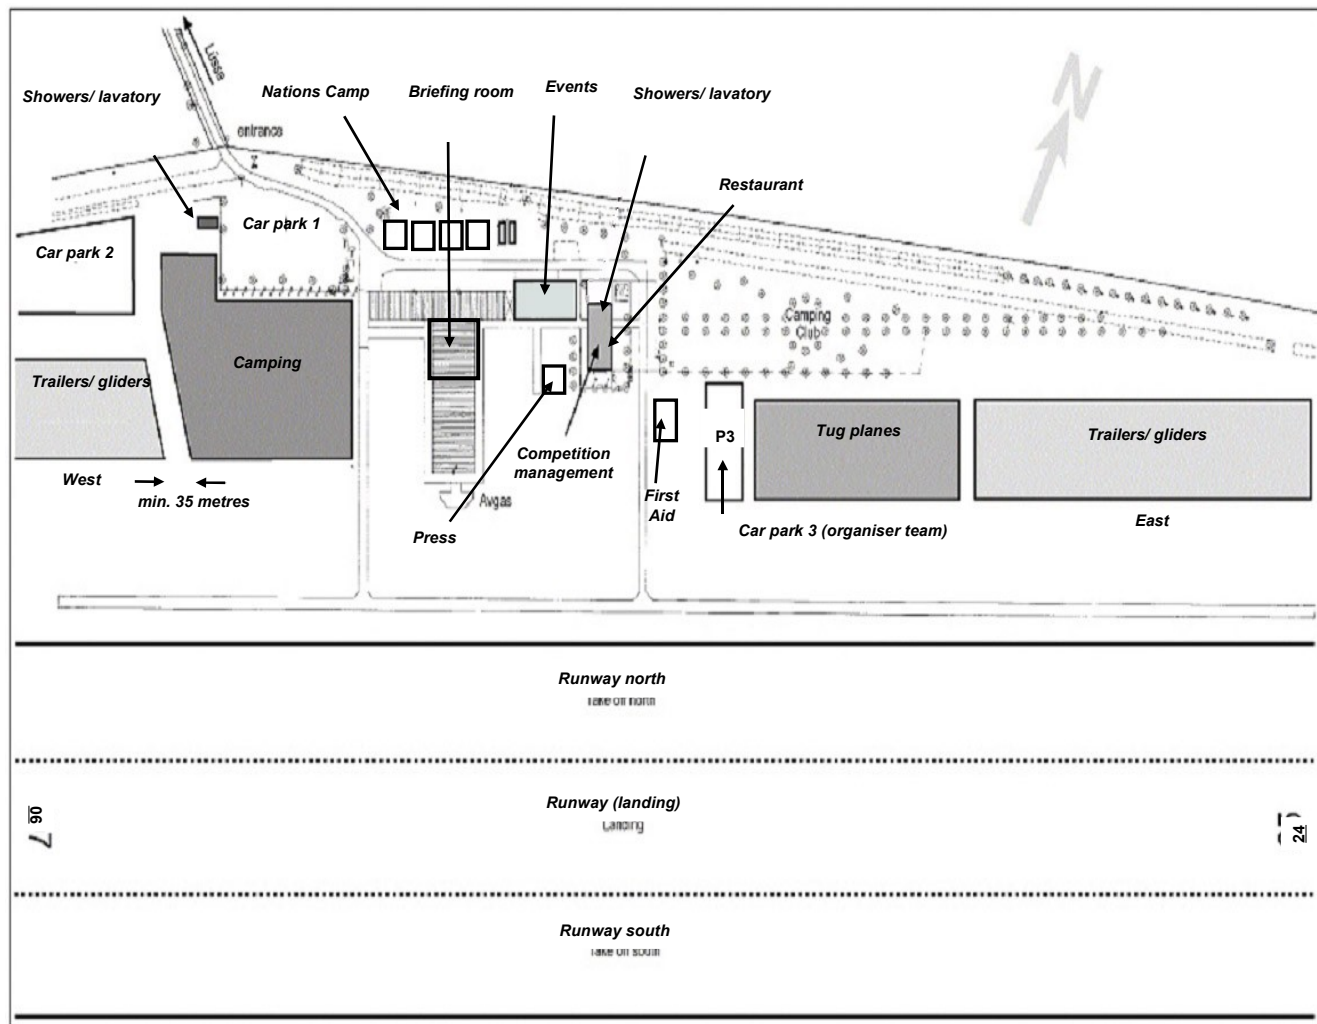 Lüsse
N
Showers/ lavatory
Nations Camp
Briefing room
Events
Showers/ lavatory
entrance
Restaurant
Car park 1
Car park 2
Camping
Club
Camping
Trailers/ gliders
P3
Tug planes
Trailers/ gliders
Competition
management
West
min. 35 metres
Avgas
First
Aid
Press
Car park 3 (organiser team)
East
Runway north
Take off north
Runway (landing)
Landing
06
7
24
Runway south
Take off south